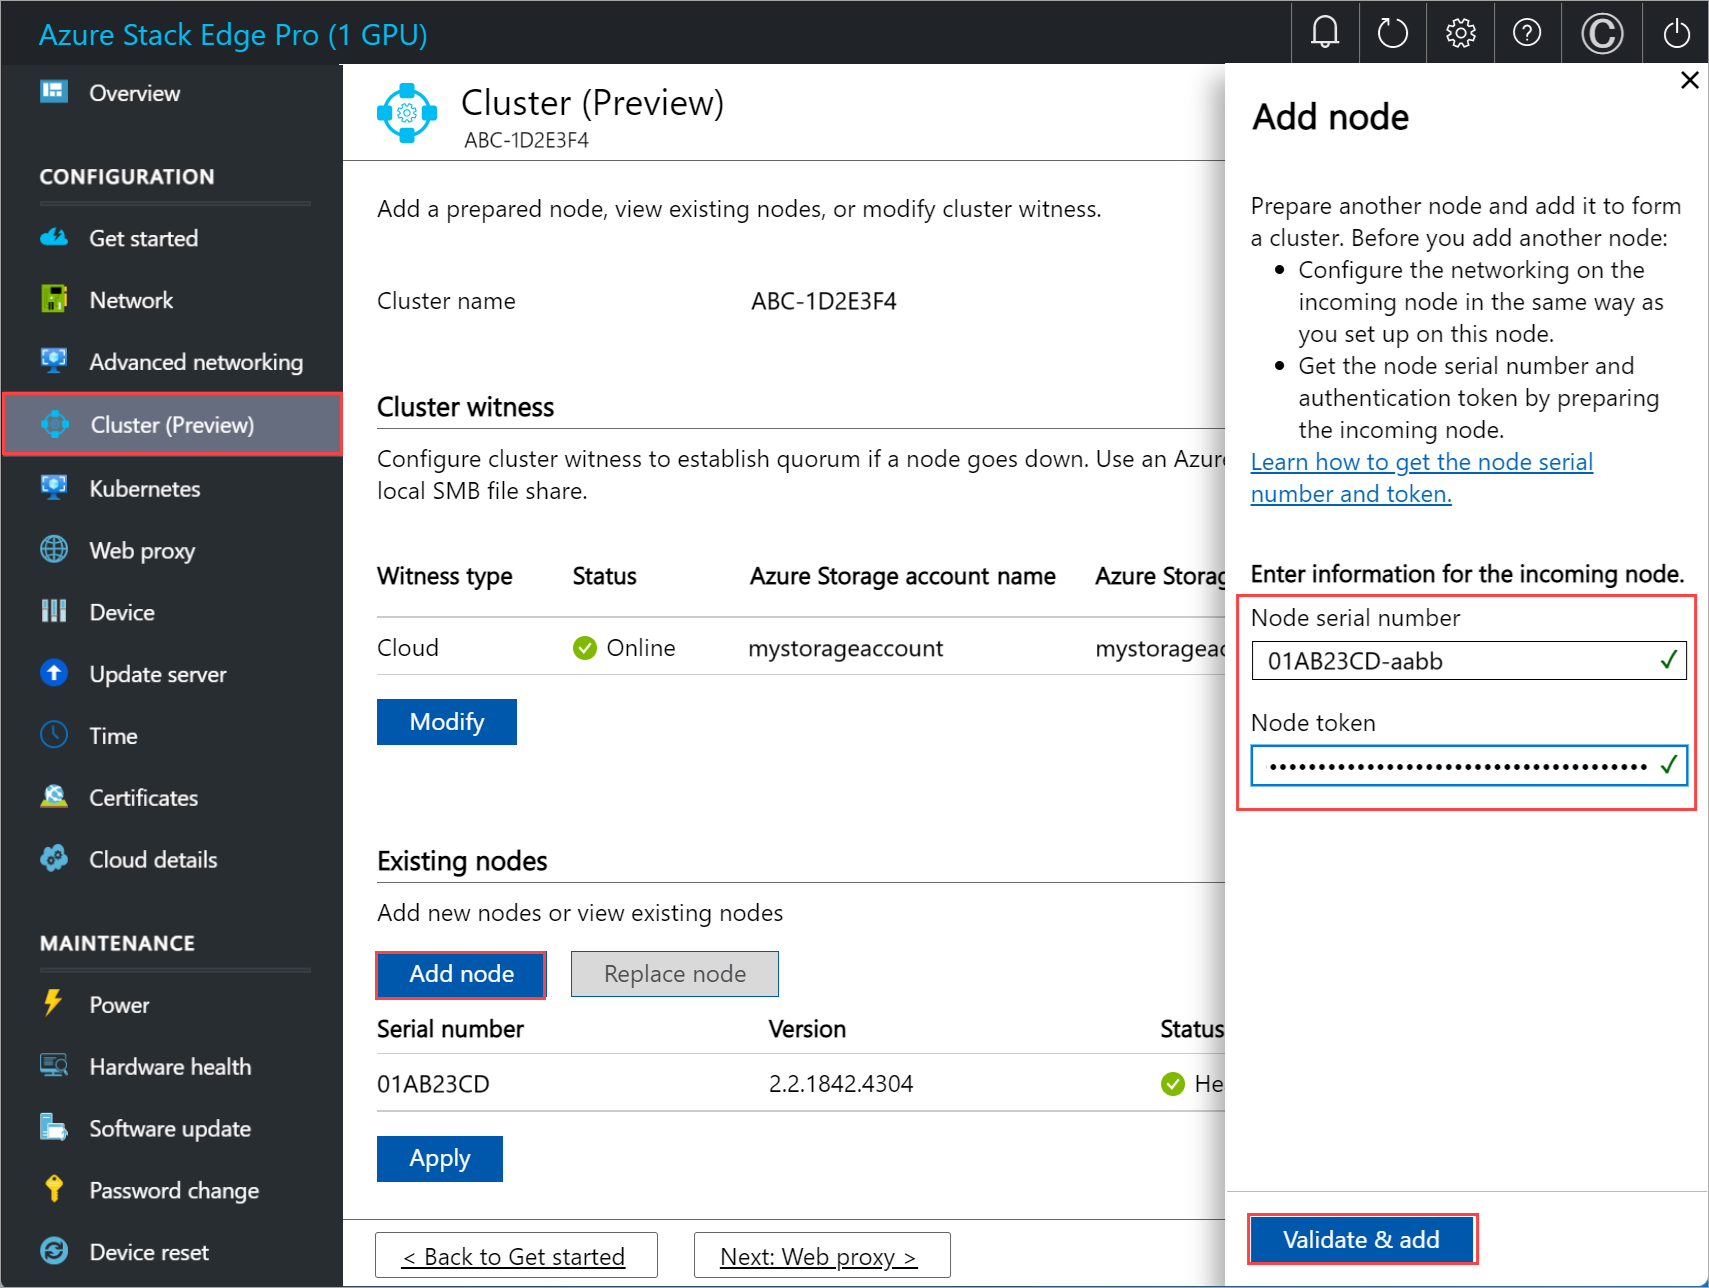 Azure Stack Edge Pro (1 GPU)
Overview
CONFIGURATION
Get started
Network
Advanced networking
Cluster (Preview)
Kubernetes
Web proxy
Device
Update server
Time
Certificates
Cloud details
MAINTENANCE
Power
Hardware health
Software update
Password change
Device reset
Cluster (Preview)
ABC-1D2E3F4
Add a prepared node, view existing nodes, or modify cluster witness.
Cluster name ABC-1D2E3F4
Cluster witness
Configure cluster witness to establish quorum if a node goes down. Use an Azure
local SMB file share.
Witness type Status Azure Storage account name Azure Storag
Cloud Online mystorageaccount mystorageac
Modify
Existing nodes
Add new nodes or view existing nodes
Add node Replace node
Serial number Version Status
01AB23CD 2.2.1842.4304 He
Apply
< Back to Get started Next: Web proxy >
Add node
Prepare another node and add it to form
a cluster. Before you add another node:
• Configure the networking on the
incoming node in the same way as
you set up on this node.
• Get the node serial number and
authentication token by preparing
the incoming node.
Learn how to get the node serial
number and token.
Enter information for the incoming node.
Node serial number
01AB23CD-aabb
Node token
Validate & add